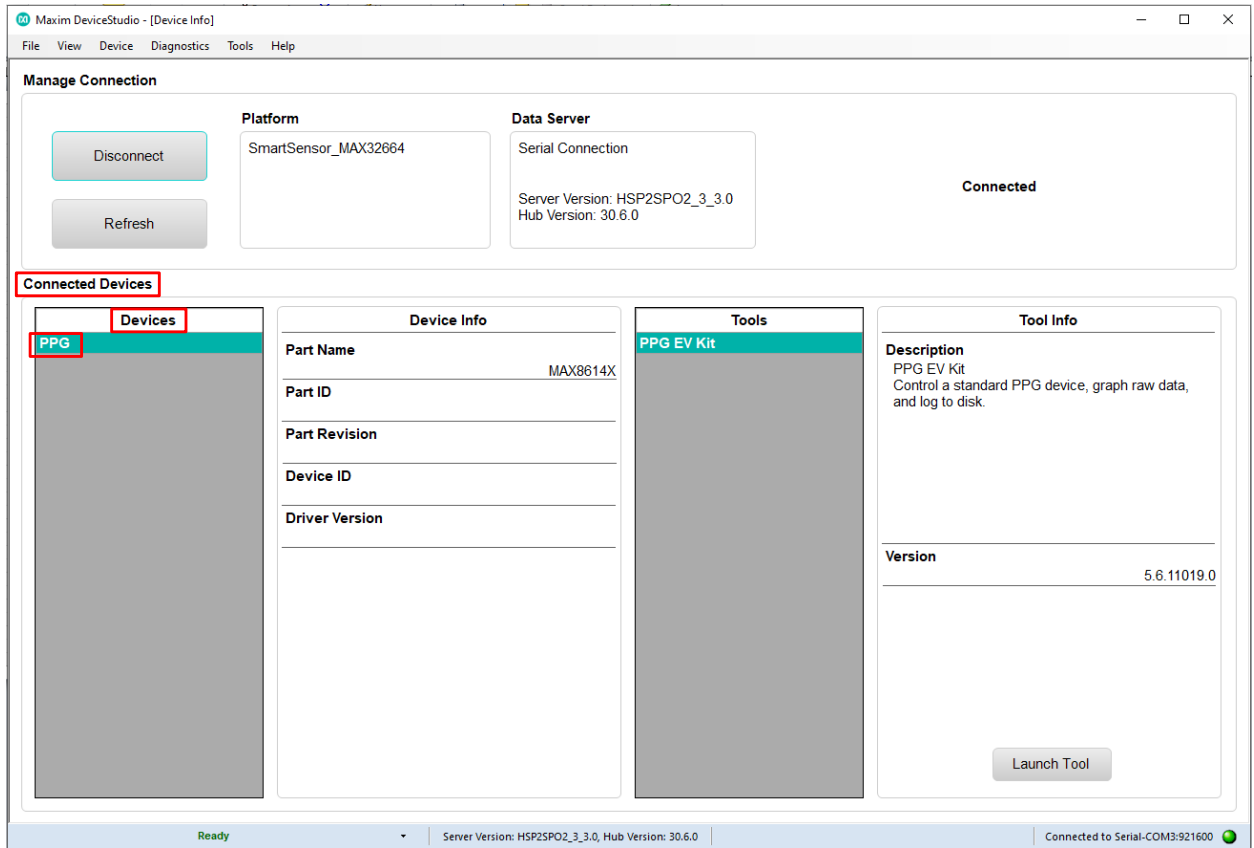 Maxim DeviceStudio - [Device Info]
File View Device Diagnostics Tools Help
Manage Connection
Disconnect
Refresh
Platform
SmartSensor_MAX32664
Data Server
Serial Connection
Server Version: HSP2SPO2_3_3.0
Hub Version: 30.6.0
Connected
Connected Devices
Devices
PPG
Device Info
Part Name
MAX8614X
Part ID
Part Revision
Device ID
Driver Version
Tools
PPG EV Kit
Tool Info
Description
PPG EV Kit
Control a standard PPG device, graph raw data,
and log to disk.
Version
5.6.11019.0
Launch Tool
Ready
Server Version: HSP2SPO2_3_3.0, Hub Version: 30.6.0
Connected to Serial-COM3:921600